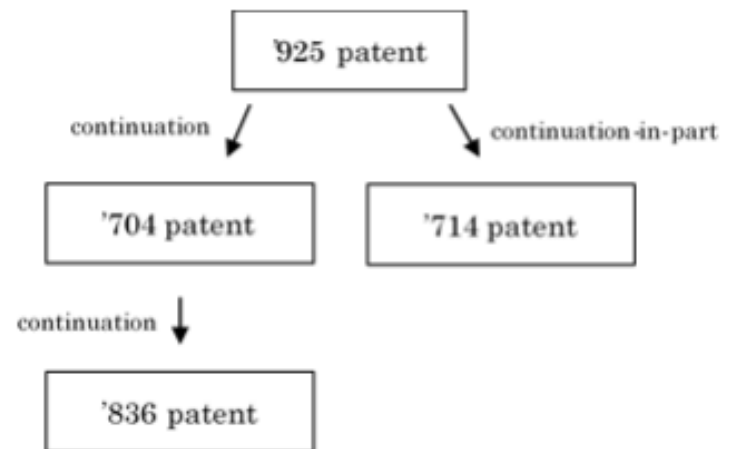 ’925 patent
continuation
continuation-in-part
’704 patent
’714 patent
continuation
’836 patent